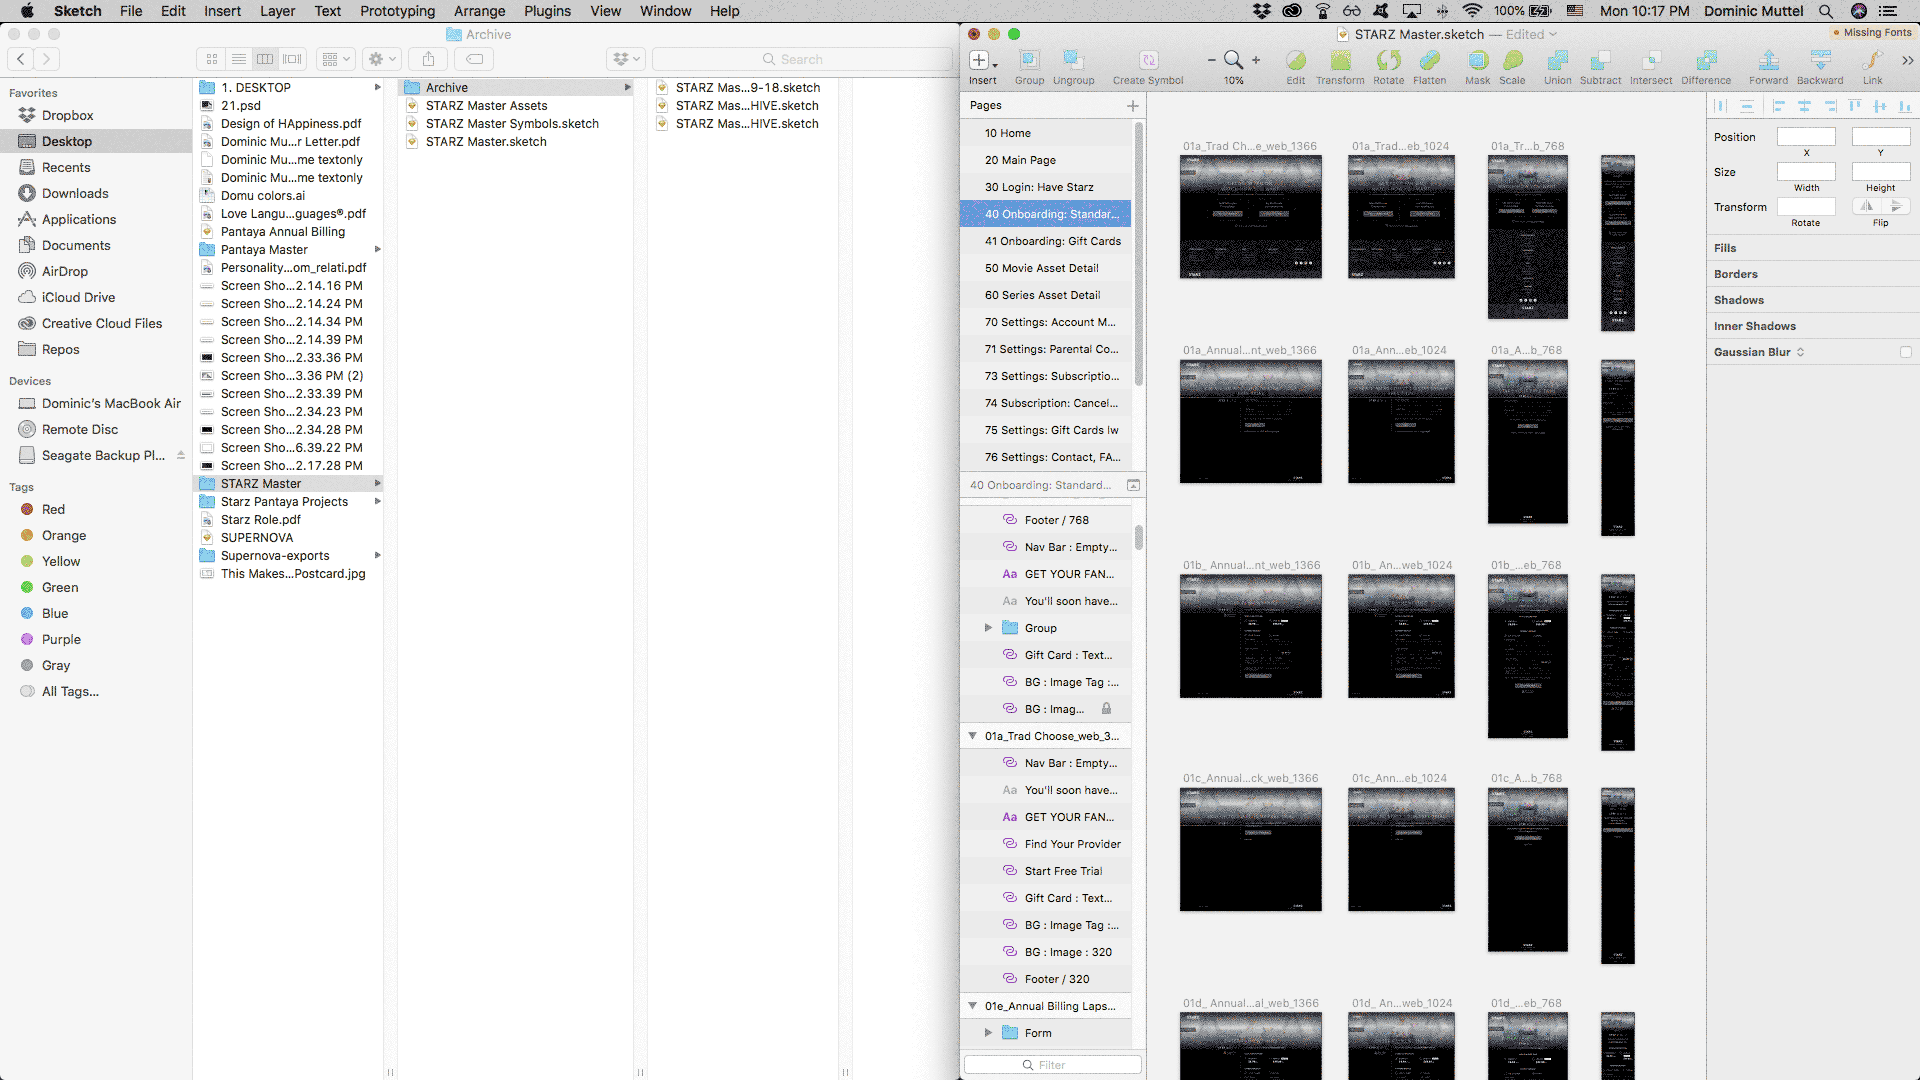 Sketch File Edit Insert Layer Text Prototyping Arrange Plugins View Window Help
100% Mon 10:17 PM Dominic Muttel
Archive
Search
Favorites
Dropbox
Desktop
Recents
Downloads
Applications
Documents
AirDrop
iCloud Drive
Creative Cloud Files
Repos
Devices
Dominic's MacBook Air
Remote Disc
Seagate Backup Pl...
Tags
Red
Orange
Yellow
Green
Blue
Purple
Gray
All Tags...
1. DESKTOP
21.psd
Design of HAppiness.pdf
Dominic Mu...r Letter.pdf
Dominic Mu...me textonly
Dominic Mu...me textonly
Domu colors.ai
Love Langu...guages®.pdf
Pantaya Annual Billing
Pantaya Master
Personality...om_relati.pdf
Screen Sho...2.14.16 PM
Screen Sho...2.14.24 PM
Screen Sho...2.14.34 PM
Screen Sho...2.14.39 PM
Screen Sho...2.33.36 PM
Screen Sho...3.36 PM (2)
Screen Sho...2.33.39 PM
Screen Sho...2.34.23 PM
Screen Sho...2.34.28 PM
Screen Sho...6.39.22 PM
Screen Sho...2.17.28 PM
STARZ Master
Starz Pantaya Projects
Starz Role.pdf
SUPERNOVA
Supernova-exports
This Makes...Postcard.jpg
Archive
STARZ Master Assets
STARZ Master Symbols.sketch
STARZ Master.sketch
STARZ Mas...9-18.sketch
STARZ Mas...HIVE.sketch
STARZ Mas...HIVE.sketch
STARZ Master.sketch — Edited
Missing Fonts
Insert Group Ungroup Create Symbol 10% Edit Transform Rotate Flatten Mask Scale Union Subtract Intersect Difference Forward Backward Link
Pages
10 Home
20 Main Page
30 Login: Have Starz
40 Onboarding: Standar...
41 Onboarding: Gift Cards
50 Movie Asset Detail
60 Series Asset Detail
70 Settings: Account M...
71 Settings: Parental Co...
73 Settings: Subscriptio...
74 Subscription: Cancel...
75 Settings: Gift Cards lw
76 Settings: Contact, FA...
40 Onboarding: Standard...
Footer / 768
Nav Bar : Empty...
Aa GET YOUR FAN...
Aa You'll soon have...
Group
Gift Card : Text...
BG : Image Tag :...
BG : Imag...
01a_Trad Choose_web_3...
Nav Bar : Empty...
Aa You'll soon have...
Aa GET YOUR FAN...
Find Your Provider
Start Free Trial
Gift Card : Text...
BG : Image Tag :...
BG : Image : 320
Footer / 320
01e_Annual Billing Laps...
Form
Filter
01a_Trad Ch...e_web_1366 01a_Trad...eb_1024 01a_Tr...b_768
01a_Annual...nt_web_1366 01a_Ann...eb_1024 01a_A...b_768
01b_ Annual...nt_web_1366 01b_ An...web_1024 01b_...eb_768
01c_Annual...ck_web_1366 01c_Ann...eb_1024 01c_A...b_768
01d_ Annual...al_web_1366 01d_ An...web_1024 01d_...eb_768
Position
X Y
Size
Width Height
Transform
Rotate Flip
Fills
Borders
Shadows
Inner Shadows
Gaussian Blur